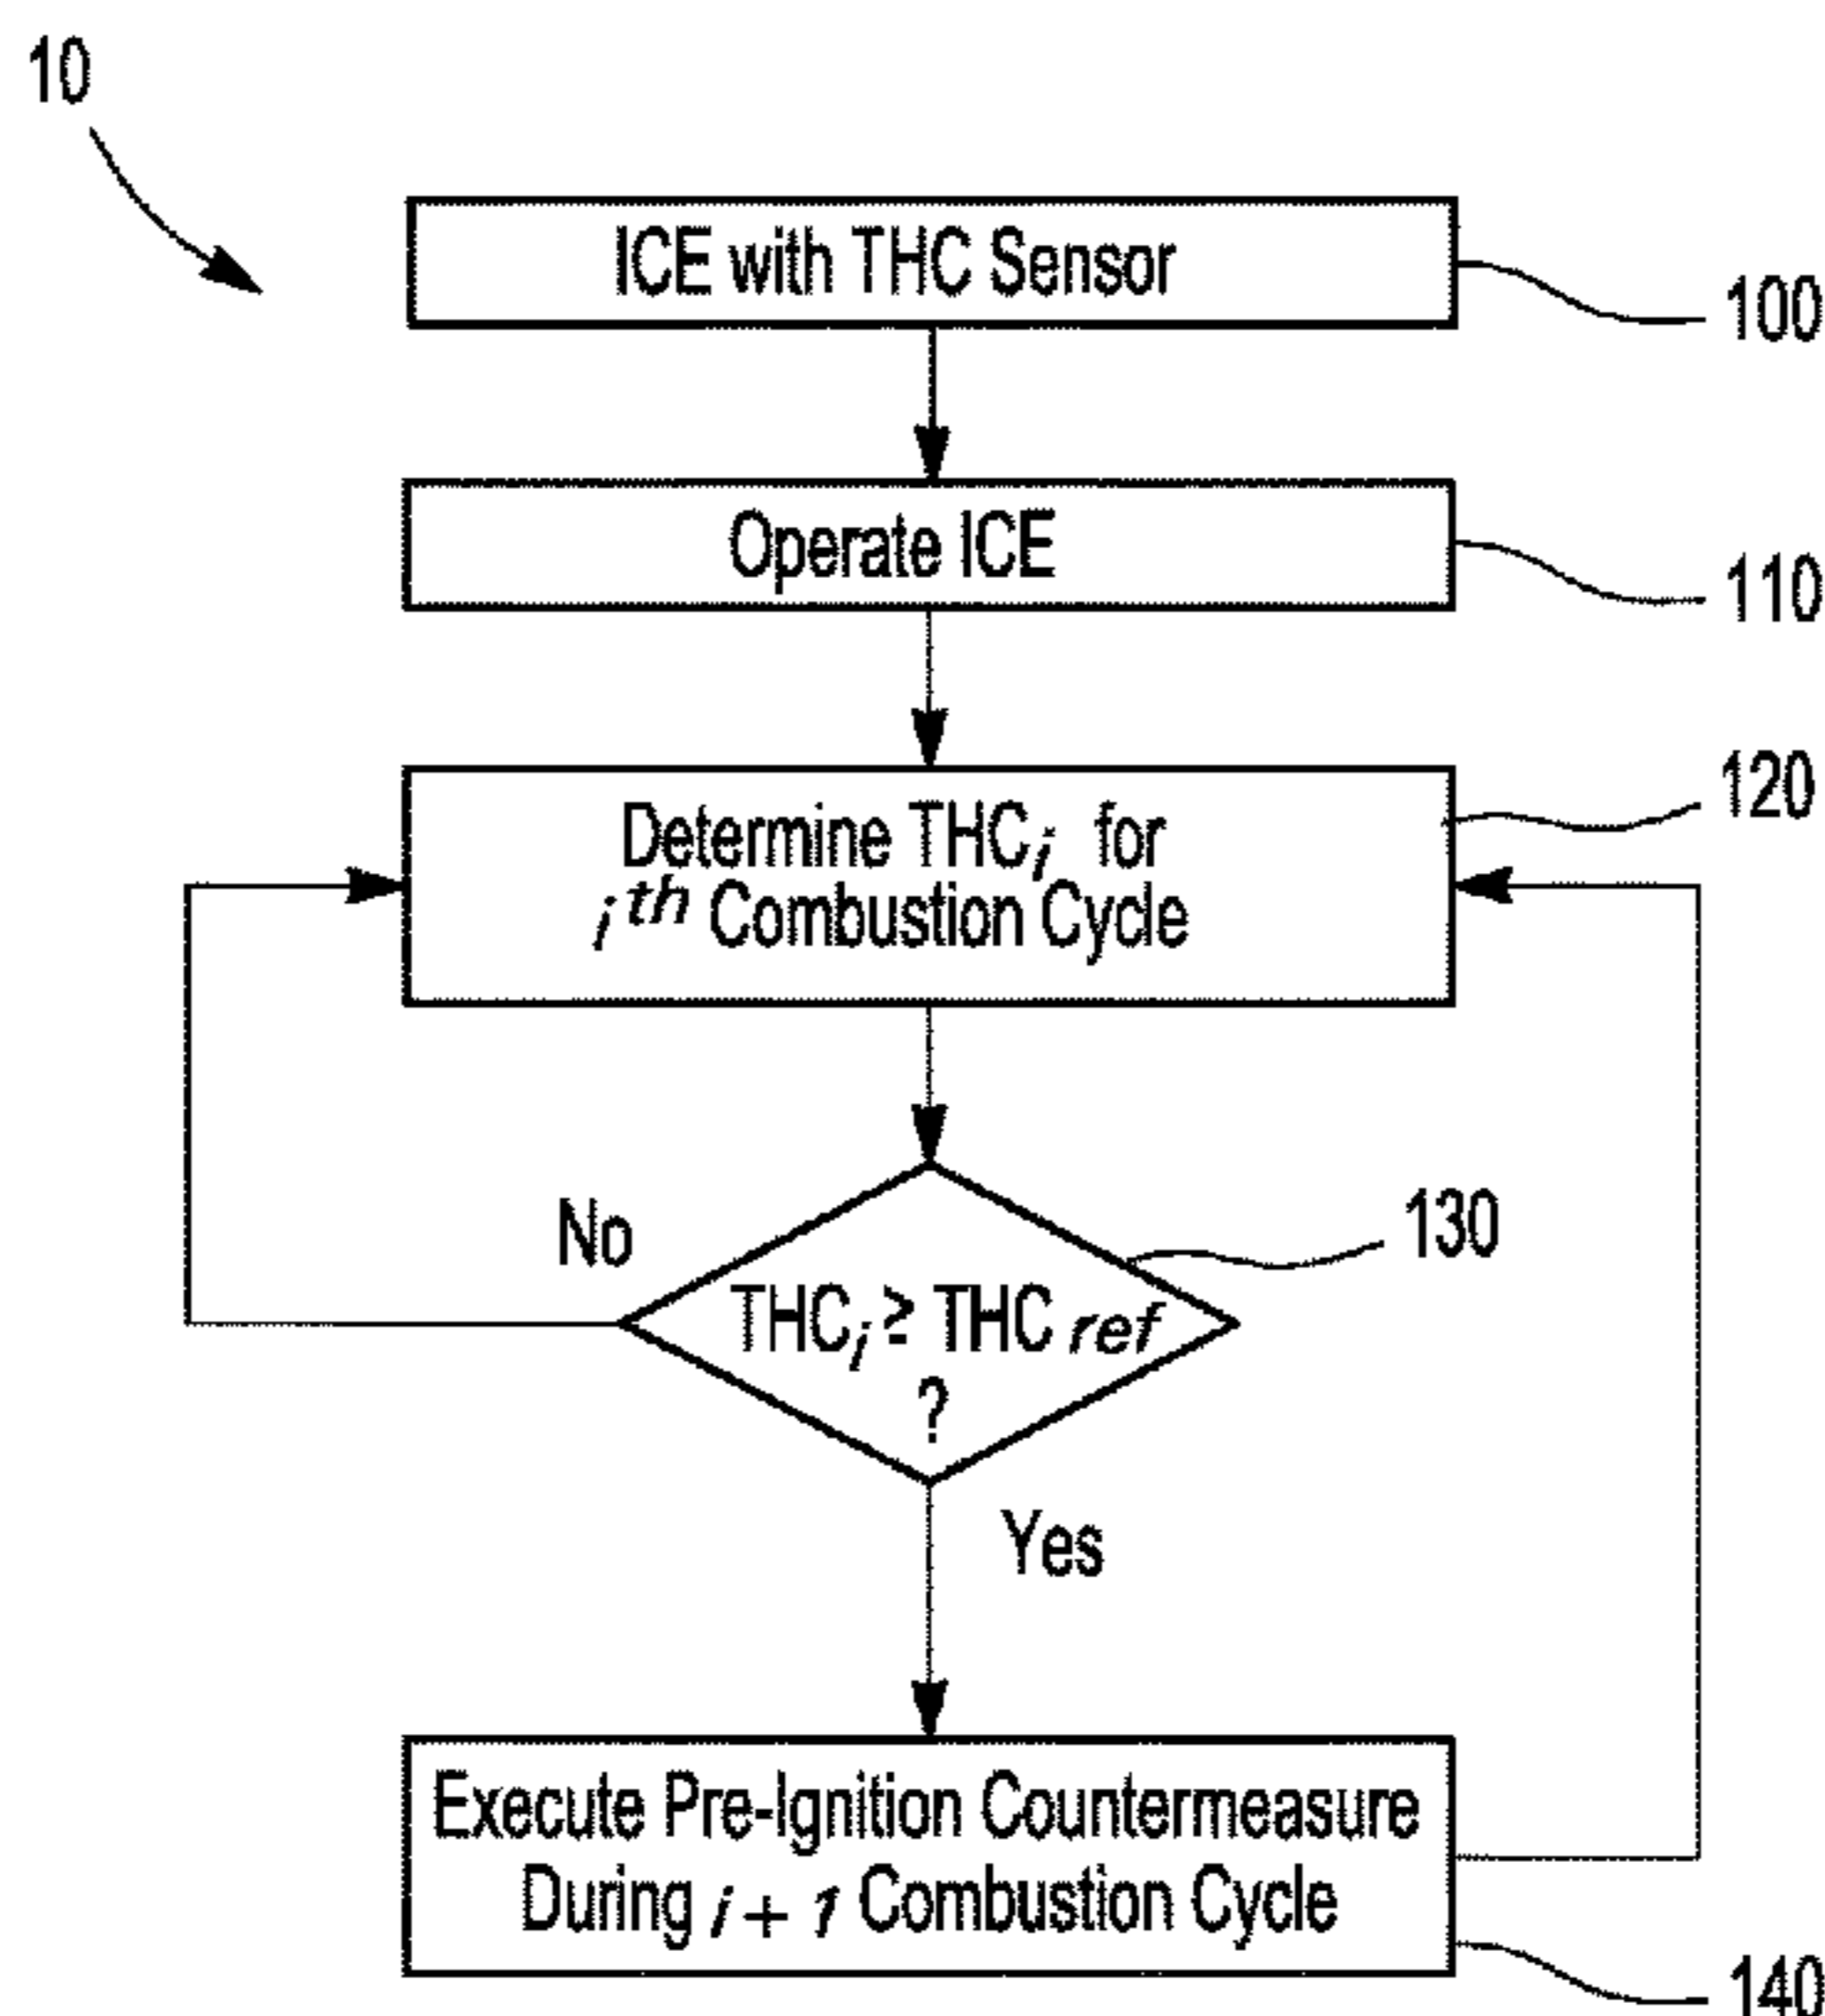 10
ICE with THC Sensor
100
Operate ICE
110
120
Determine THC_i for
i^th Combustion Cycle
No
130
THC_i ≥ THC_ref
?
Yes
Execute Pre-Ignition Countermeasure
During i + 1 Combustion Cycle
140